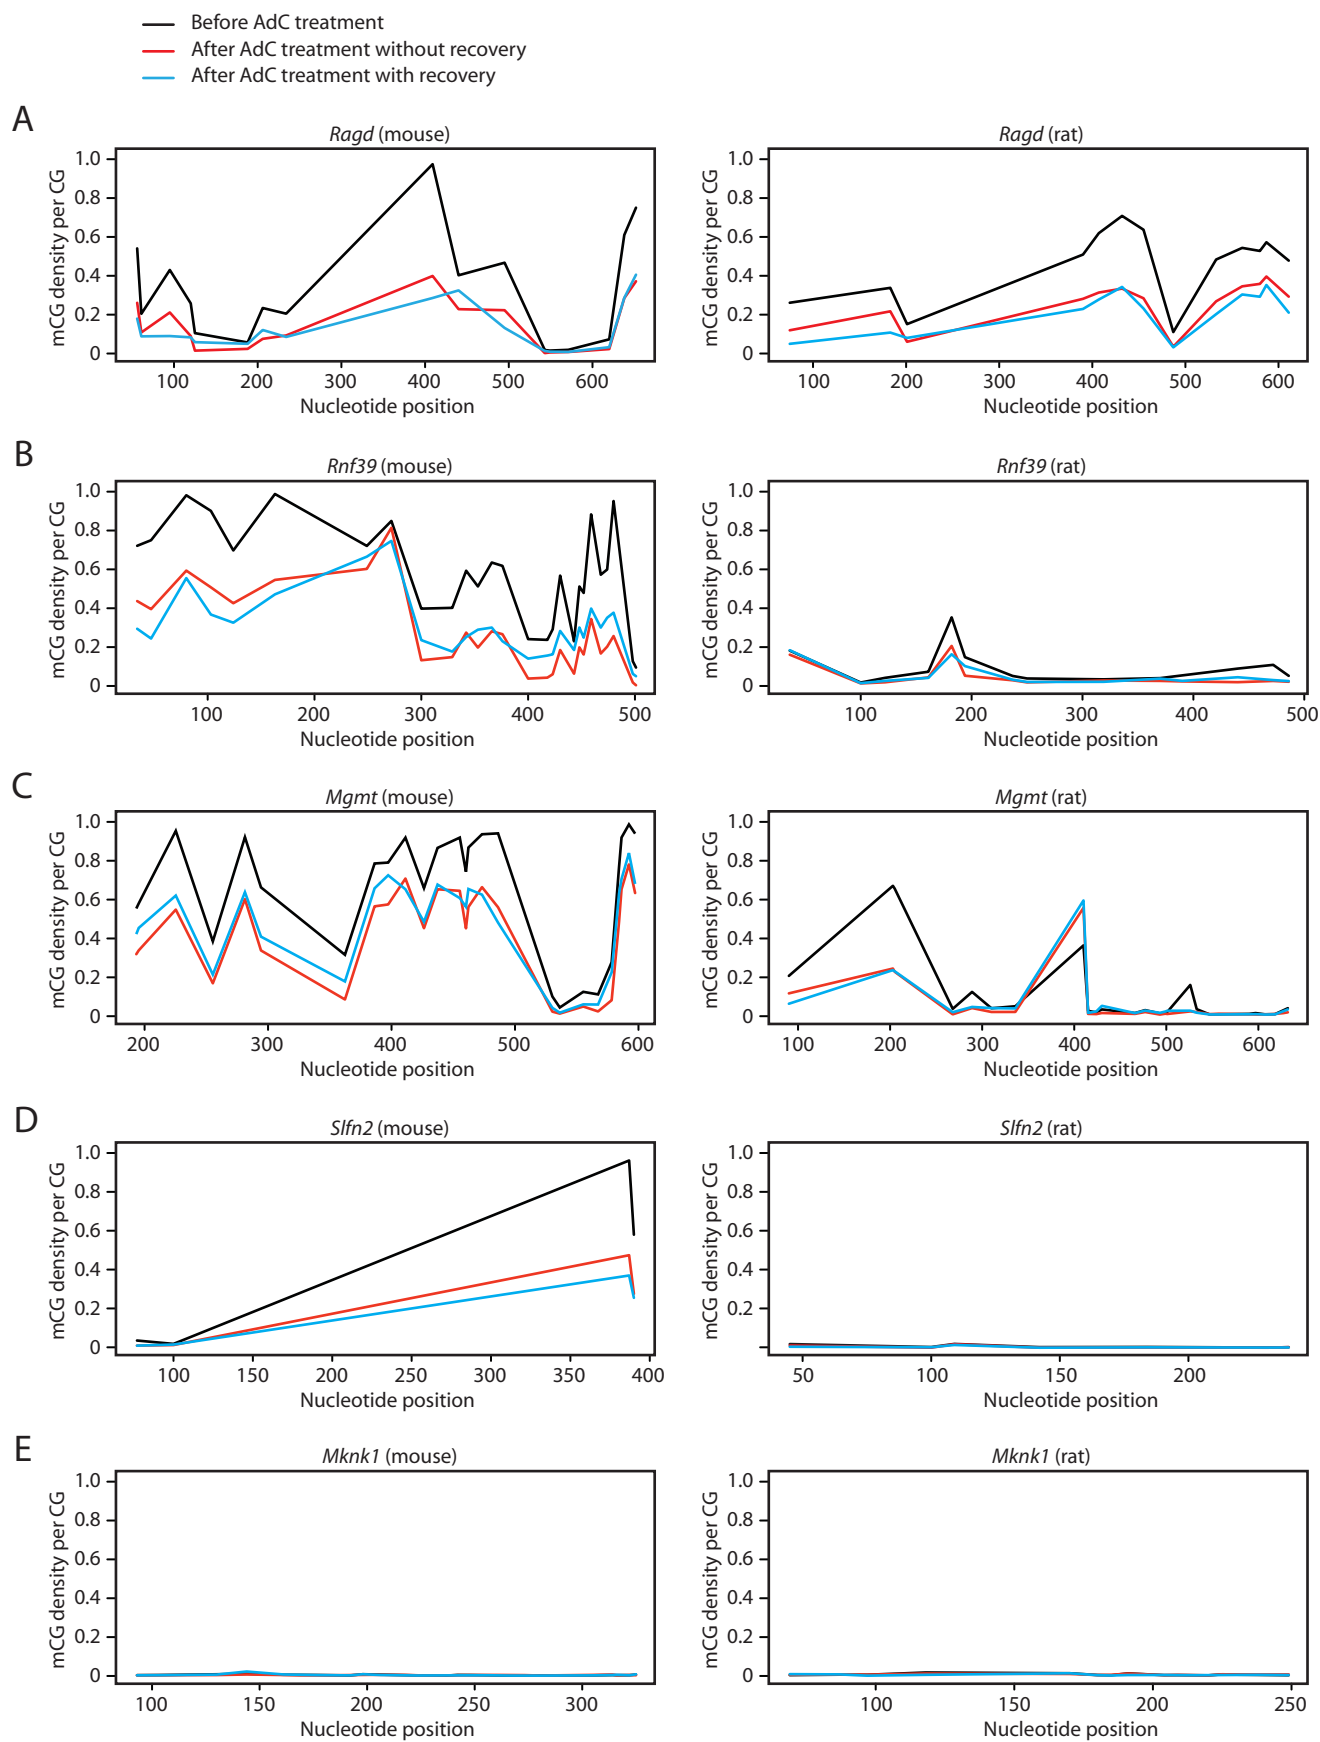 Before AdC treatment
After AdC treatment without recovery
After AdC treatment with recovery
A
Ragd (mouse)
mCG density per CG
1.0
0.8
0.6
0.4
0.2
0
100 200 300 400 500 600
Nucleotide position
Ragd (rat)
mCG density per CG
1.0
0.8
0.6
0.4
0.2
0
100 200 300 400 500 600
Nucleotide position
B
Rnf39 (mouse)
mCG density per CG
1.0
0.8
0.6
0.4
0.2
0
100 200 300 400 500
Nucleotide position
Rnf39 (rat)
mCG density per CG
1.0
0.8
0.6
0.4
0.2
0
100 200 300 400 500
Nucleotide position
C
Mgmt (mouse)
mCG density per CG
1.0
0.8
0.6
0.4
0.2
0
200 300 400 500 600
Nucleotide position
Mgmt (rat)
mCG density per CG
1.0
0.8
0.6
0.4
0.2
0
100 200 300 400 500 600
Nucleotide position
D
Slfn2 (mouse)
mCG density per CG
1.0
0.8
0.6
0.4
0.2
0
100 150 200 250 300 350 400
Nucleotide position
Slfn2 (rat)
mCG density per CG
1.0
0.8
0.6
0.4
0.2
50 100 150 200
Nucleotide position
E
Mknk1 (mouse)
mCG density per CG
1.0
0.8
0.6
0.4
0.2
0
100 150 200 250 300
Nucleotide position
Mknk1 (rat)
mCG density per CG
1.0
0.8
0.6
0.4
0.2
0
100 150 200 250
Nucleotide position